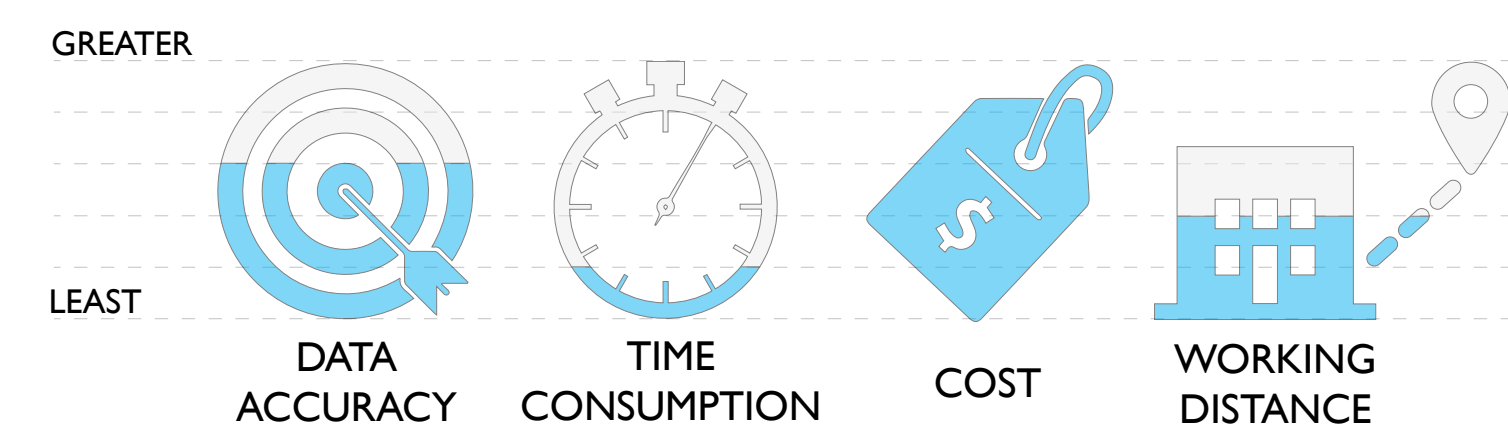 GREATER
LEAST
$
DATA
ACCURACY
TIME
CONSUMPTION
COST
WORKING
DISTANCE